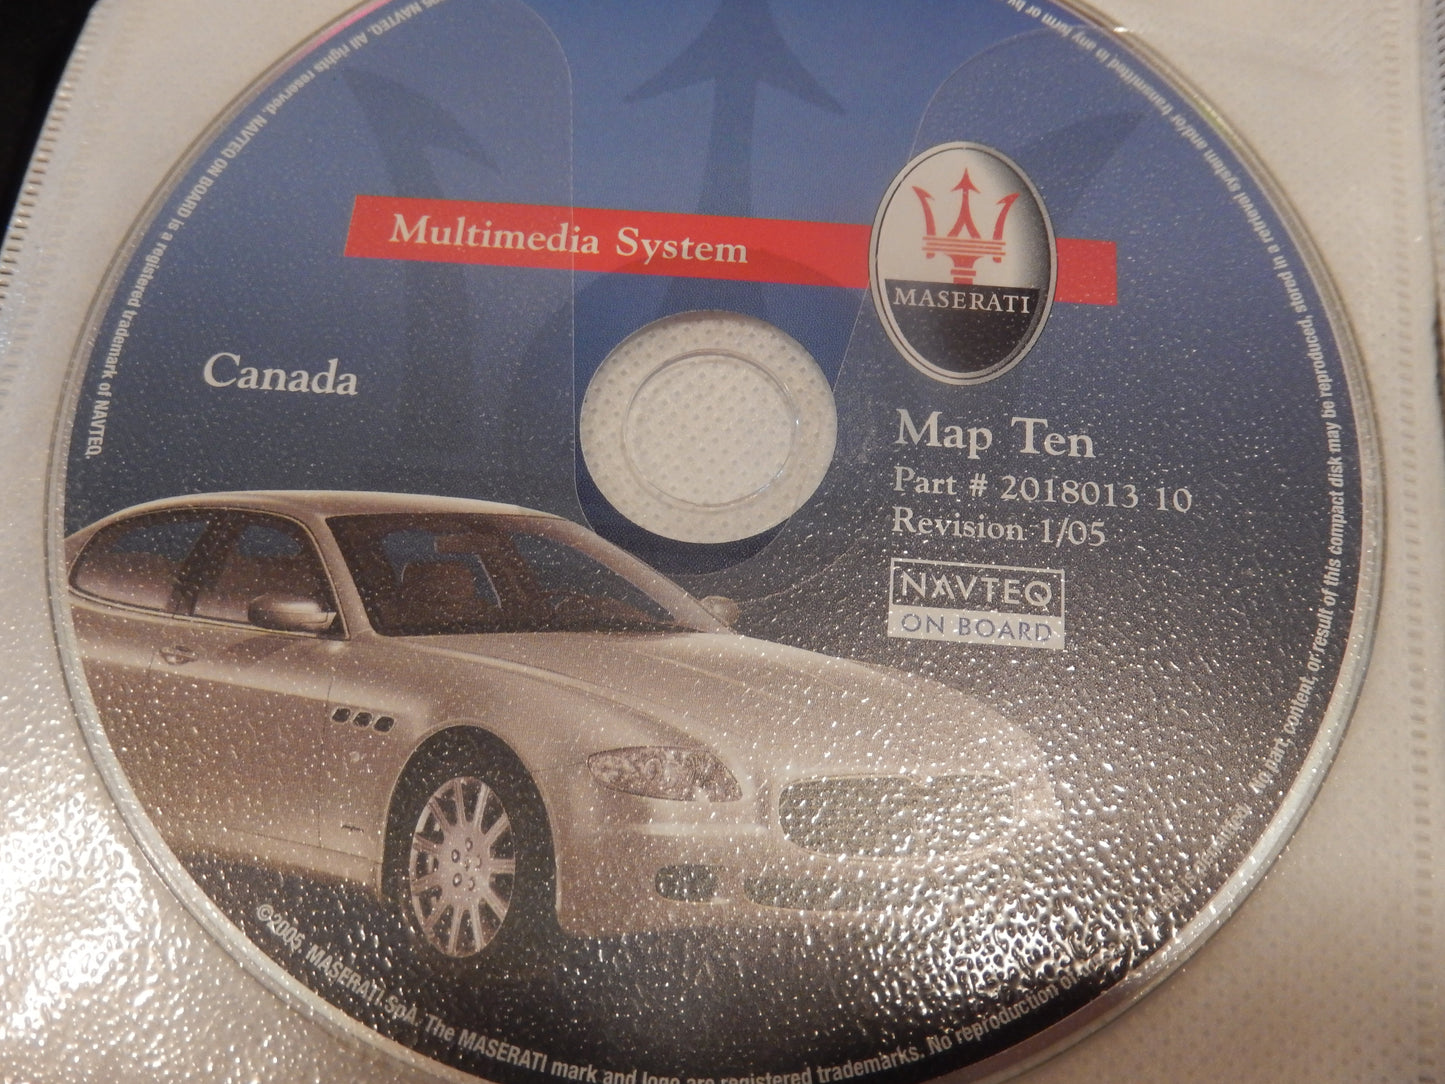 Multimedia System
MASERATI
Canada
Map Ten
Part # 2018013 10
Revision 1/05
NAVTEQ
ON BOARD
NAVTEQ. All rights reserved. NAVTEQ ON BOARD is a registered trademark of NAVTEQ.
©2005 MASERATI SpA. The MASERATI mark and logo are registered trademarks. No reproduction
No part, content, or result of this compact disk may be reproduced, stored in a retrieval system and/or transmitted in any form or by